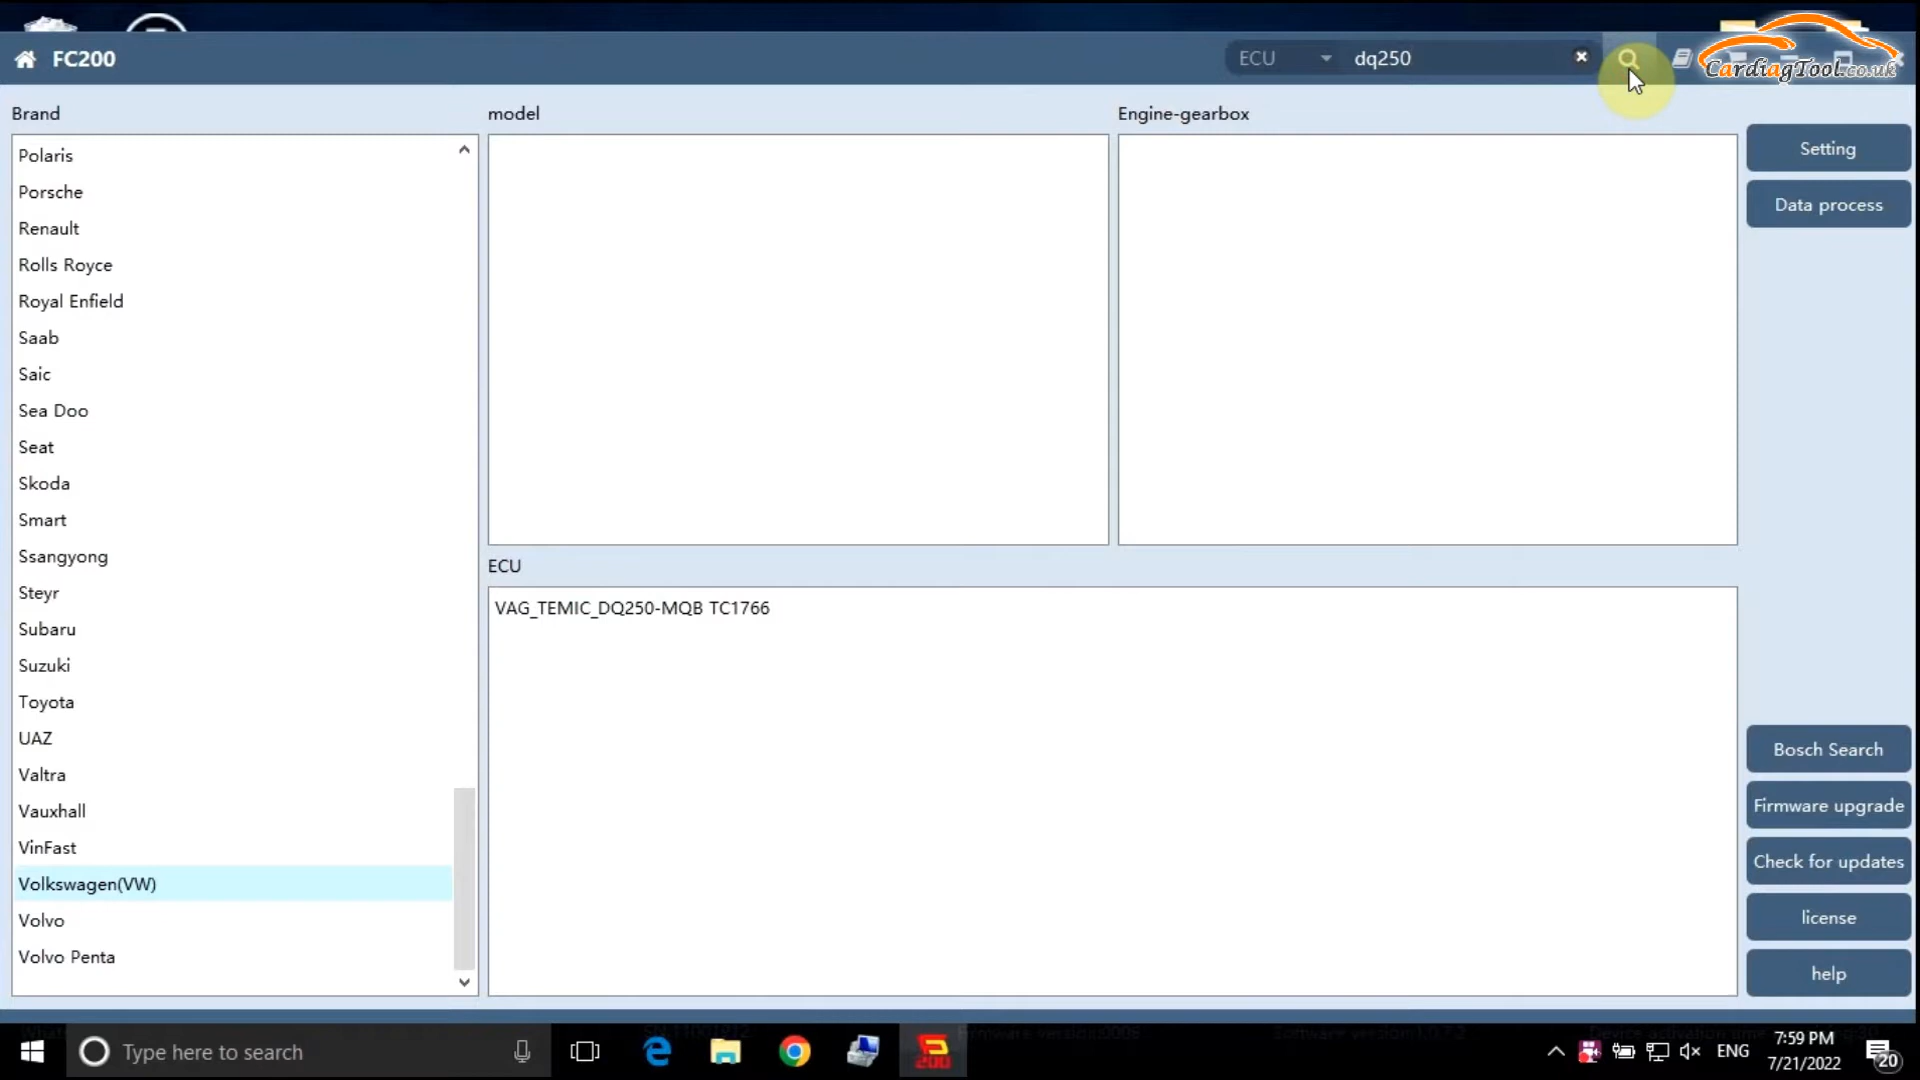 FC200
ECU
dq250
CardiagTool.co.uk
Brand
model
Engine-gearbox
Polaris
Porsche
Renault
Rolls Royce
Royal Enfield
Saab
Saic
Sea Doo
Seat
Skoda
Smart
Ssangyong
Steyr
Subaru
Suzuki
Toyota
UAZ
Valtra
Vauxhall
VinFast
Volkswagen(VW)
Volvo
Volvo Penta
ECU
VAG_TEMIC_DQ250-MQB TC1766
Setting
Data process
Bosch Search
Firmware upgrade
Check for updates
license
help
Type here to search
200
ENG
7:59 PM
7/21/2022
20